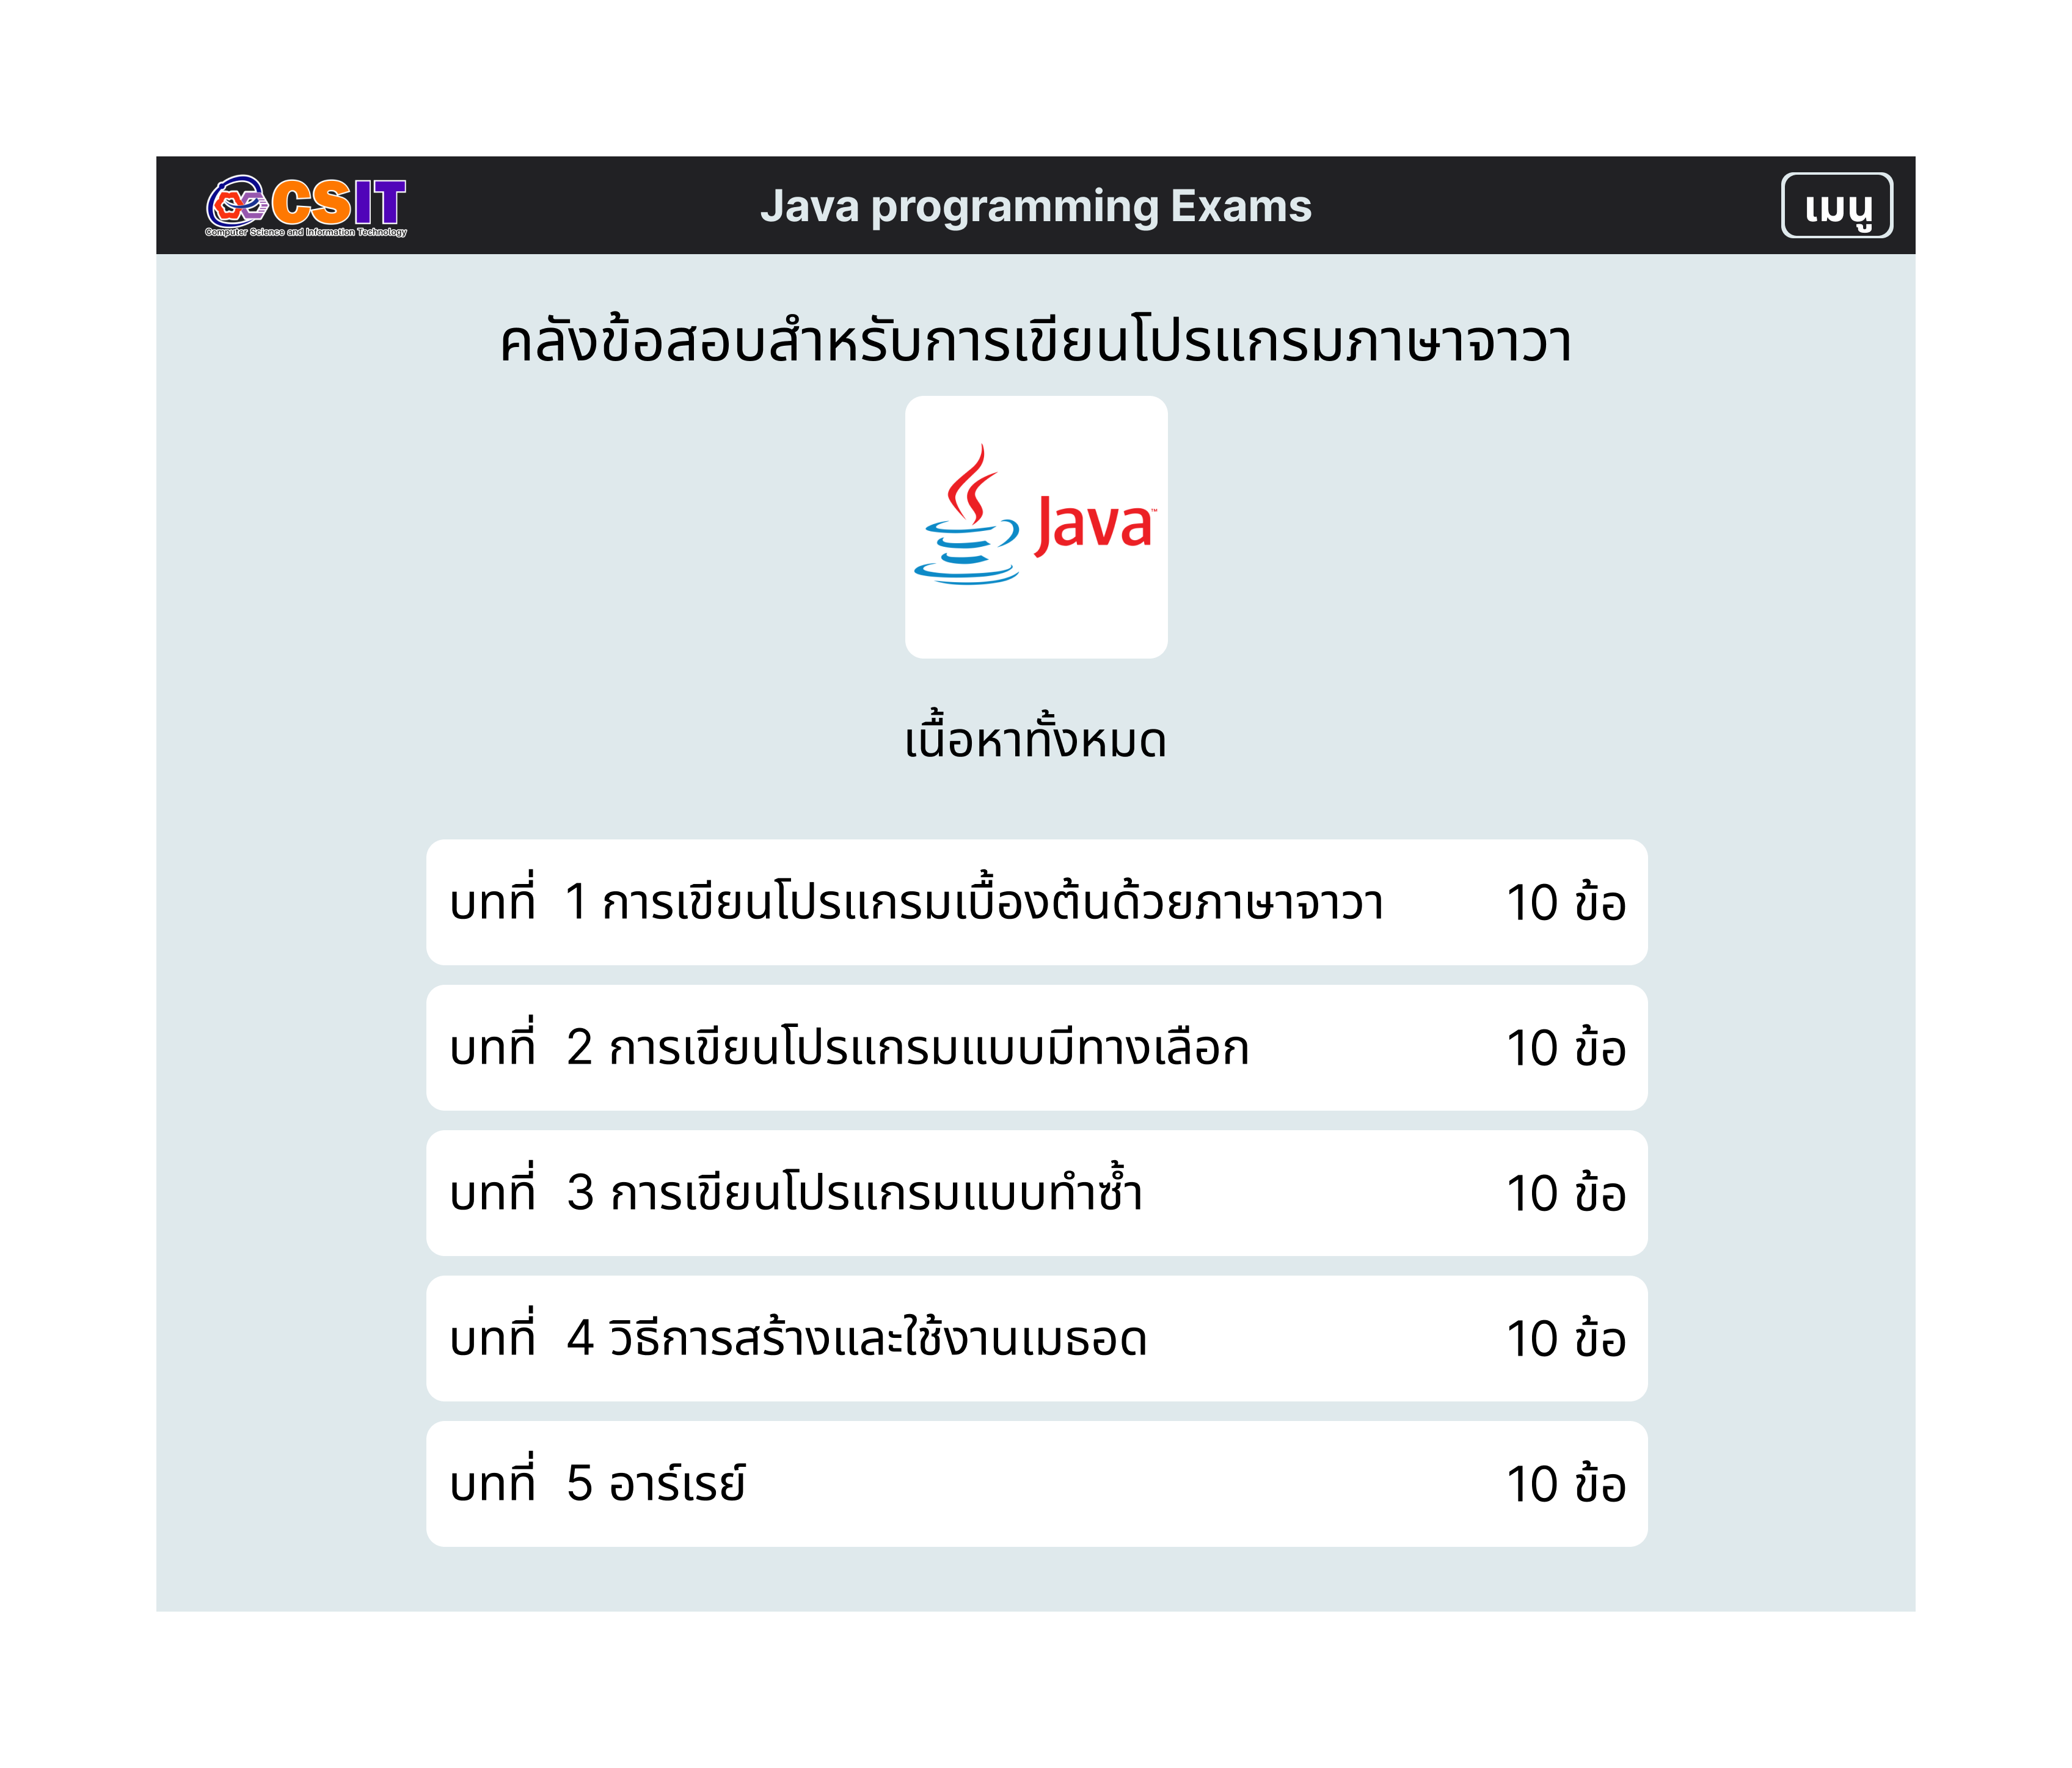 CSIT
Computer Science and Information Technology
Java programming Exams
เมนู
คลังข้อสอบสำหรับการเขียนโปรแกรมภาษาจาวา
Java™
เนื้อหาทั้งหมด
บทที่ 1 การเขียนโปรแกรมเบื้องต้นด้วยภาษาจาวา 10 ข้อ
บทที่ 2 การเขียนโปรแกรมแบบมีทางเลือก 10 ข้อ
บทที่ 3 การเขียนโปรแกรมแบบทำซ้ำ 10 ข้อ
บทที่ 4 วิธีการสร้างและใช้งานเมธอด 10 ข้อ
บทที่ 5 อาร์เรย์ 10 ข้อ